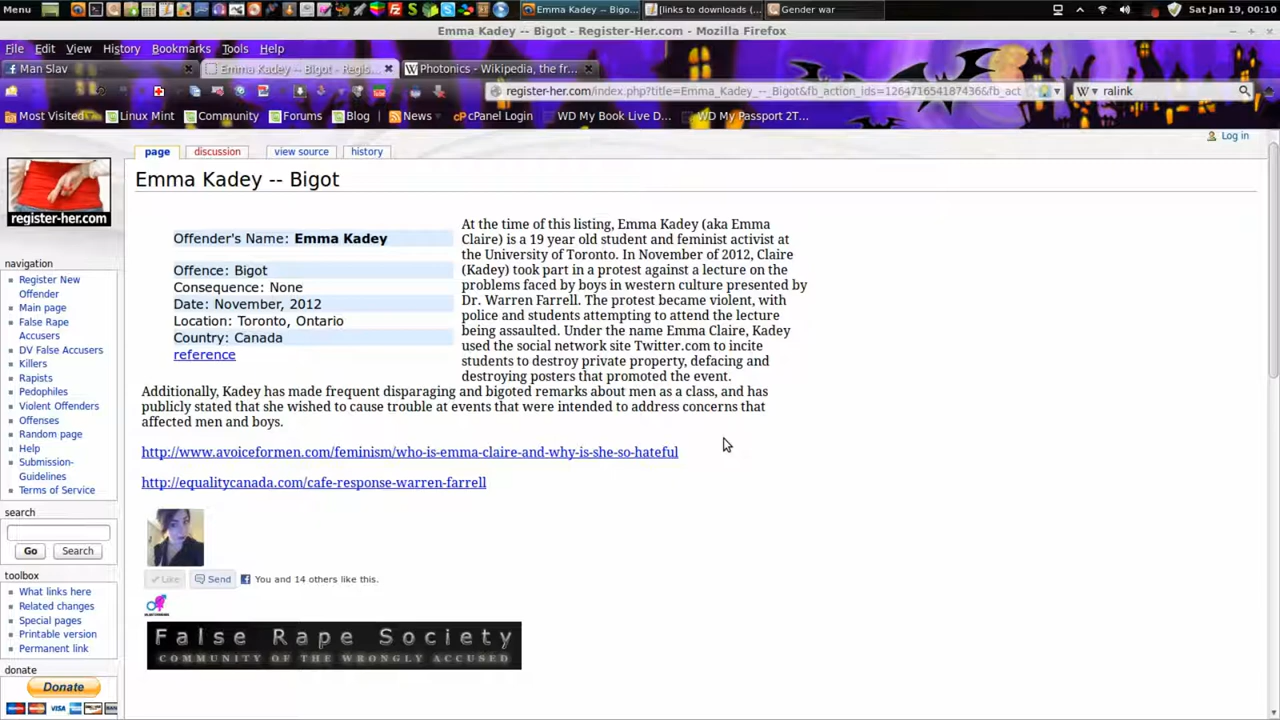 Menu
Emma Kadey -- Bigo...
[links to downloads (...
Gender war
Sat Jan 19, 00:10
Emma Kadey -- Bigot - Register-Her.com - Mozilla Firefox
File Edit View History Bookmarks Tools Help
Man Slav
Emma Kadey -- Bigot - Regis...
Photonics - Wikipedia, the fr...
register-her.com/index.php?title=Emma_Kadey_--_Bigot&fb_action_ids=126471654187436&fb_act
ralink
Most Visited Linux Mint Community Forums Blog News cPanel Login WD My Book Live D... WD My Passport 2T...
Log in
page discussion view source history
register-her.com
Emma Kadey -- Bigot
Offender's Name: Emma Kadey
Offence: Bigot
Consequence: None
Date: November, 2012
Location: Toronto, Ontario
Country: Canada
reference
At the time of this listing, Emma Kadey (aka Emma
Claire) is a 19 year old student and feminist activist at
the University of Toronto. In November of 2012, Claire
(Kadey) took part in a protest against a lecture on the
problems faced by boys in western culture presented by
Dr. Warren Farrell. The protest became violent, with
police and students attempting to attend the lecture
being assaulted. Under the name Emma Claire, Kadey
used the social network site Twitter.com to incite
students to destroy private property, defacing and
destroying posters that promoted the event.
Additionally, Kadey has made frequent disparaging and bigoted remarks about men as a class, and has
publicly stated that she wished to cause trouble at events that were intended to address concerns that
affected men and boys.
http://www.avoiceformen.com/feminism/who-is-emma-claire-and-why-is-she-so-hateful
http://equalitycanada.com/cafe-response-warren-farrell
Like Send You and 14 others like this.
False Rape Society
COMMUNITY OF THE WRONGLY ACCUSED
navigation
Register New
Offender
Main page
False Rape
Accusers
DV False Accusers
Killers
Rapists
Pedophiles
Violent Offenders
Offenses
Random page
Help
Submission-
Guidelines
Terms of Service
search
Go Search
toolbox
What links here
Related changes
Special pages
Printable version
Permanent link
donate
Donate
VISA